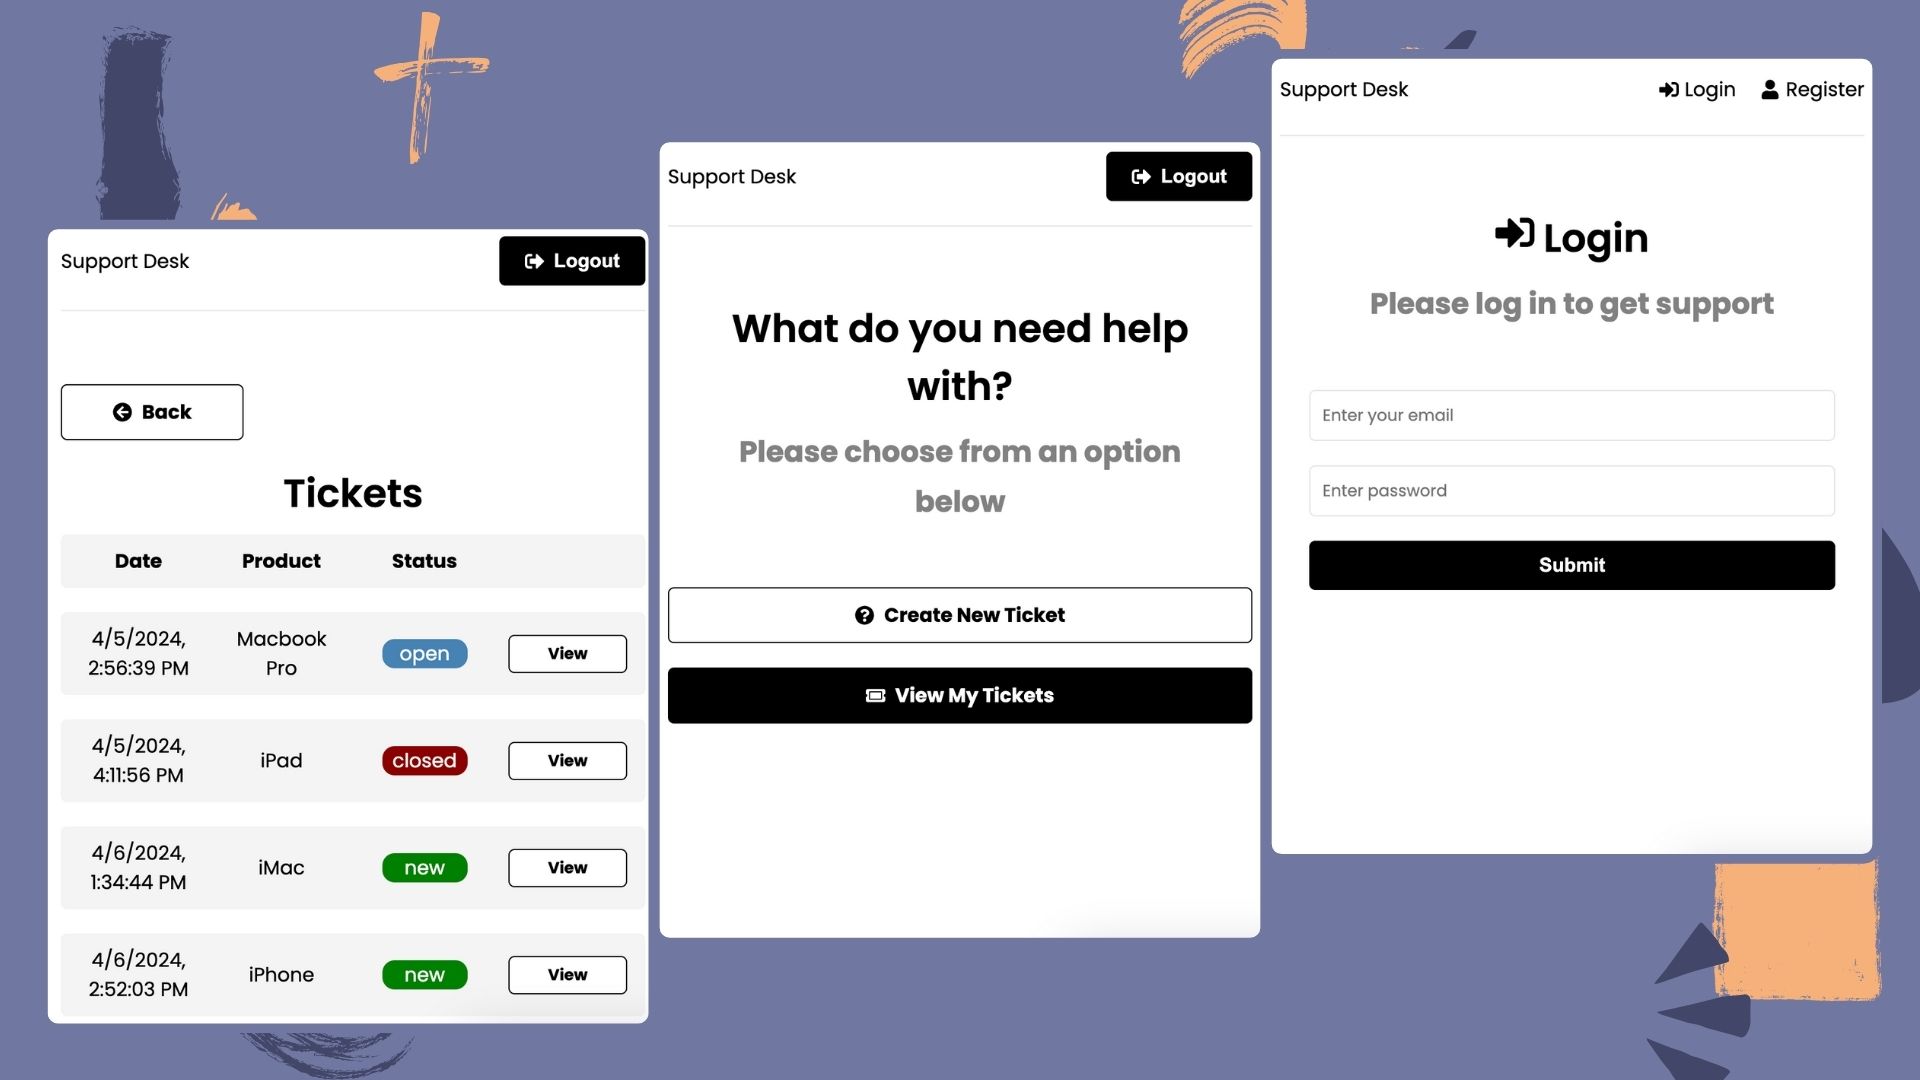 Support Desk
Logout
Back
Tickets
Date Product Status
4/5/2024,
2:56:39 PM
Macbook
Pro
open
View
4/5/2024,
4:11:56 PM
iPad
closed
View
4/6/2024,
1:34:44 PM
iMac
new
View
4/6/2024,
2:52:03 PM
iPhone
new
View
Support Desk
Logout
What do you need help
with?
Please choose from an option
below
Create New Ticket
View My Tickets
Support Desk
Login
Register
Login
Please log in to get support
Enter your email
Enter password
Submit